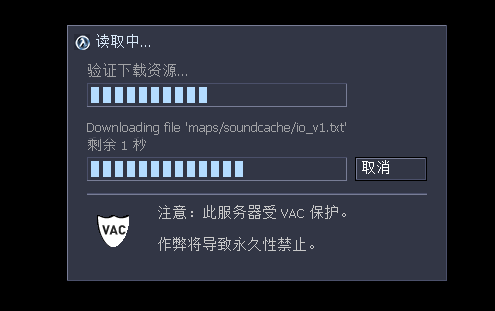 读取中...
验证下载资源...
Downloading file 'maps/soundcache/io_v1.txt'
剩余 1 秒
取消
VAC
注意：此服务器受 VAC 保护。
作弊将导致永久性禁止。